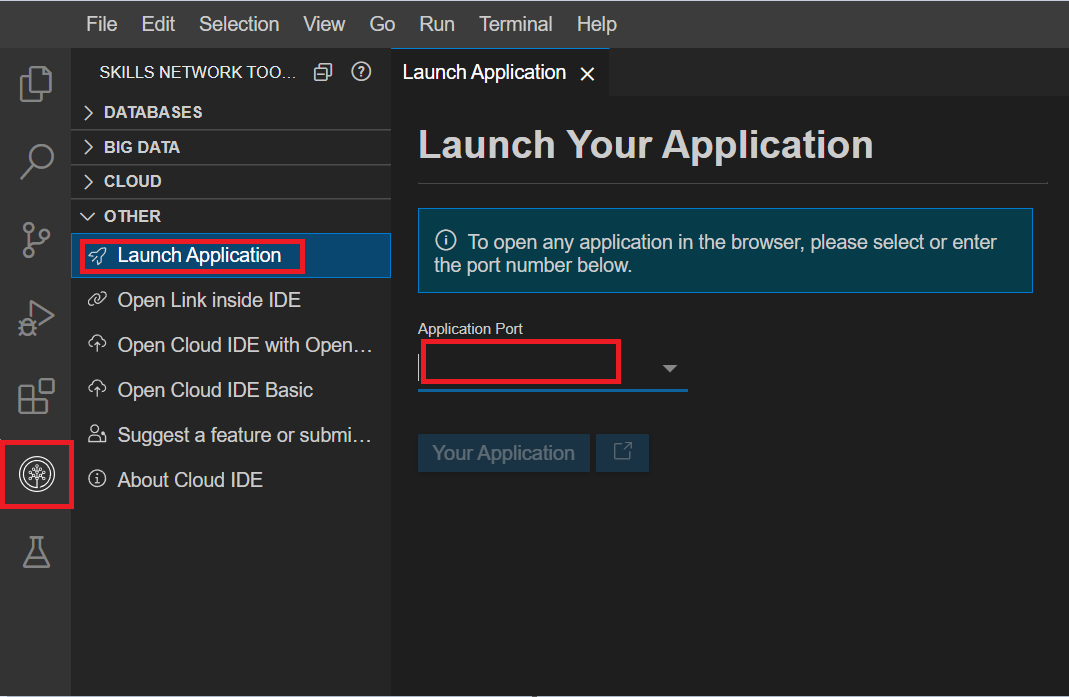 File Edit Selection View Go Run Terminal Help
SKILLS NETWORK TOO...
DATABASES
BIG DATA
CLOUD
OTHER
Launch Application
Open Link inside IDE
Open Cloud IDE with Open...
Open Cloud IDE Basic
Suggest a feature or submi...
About Cloud IDE
Launch Application
Launch Your Application
To open any application in the browser, please select or enter
the port number below.
Application Port
Your Application